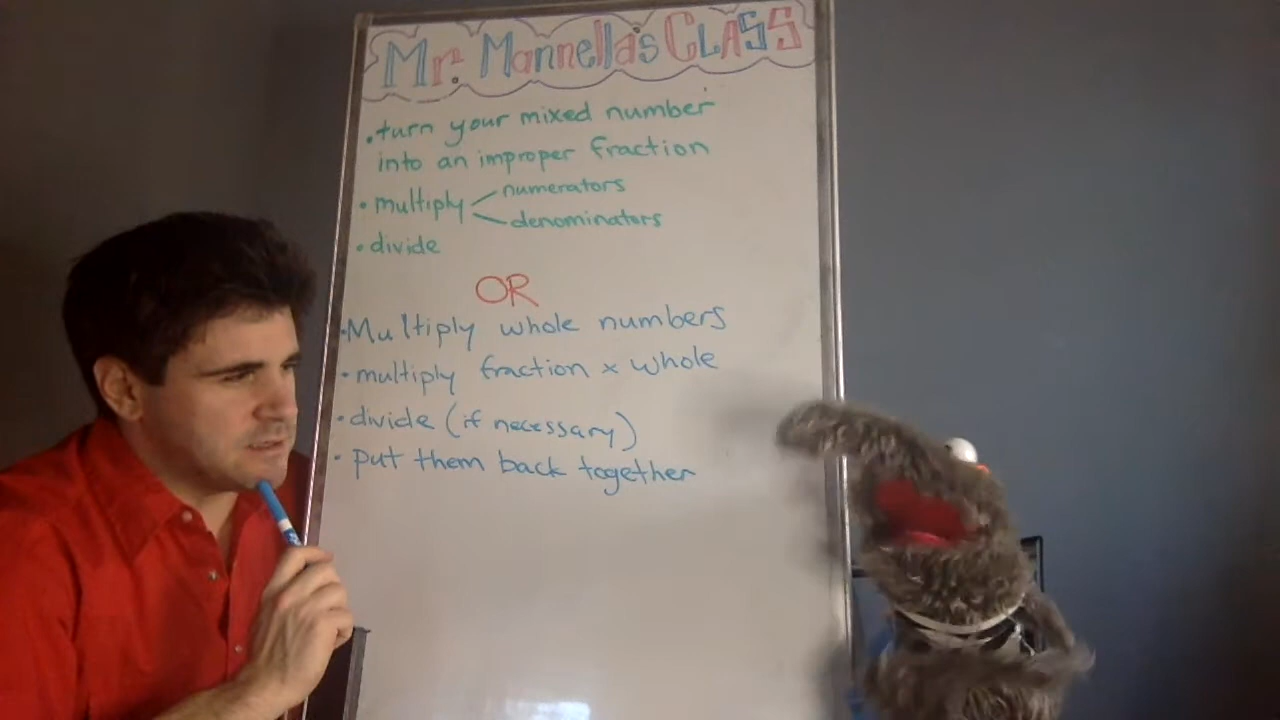 Mr. Mannella's CLASS
• turn your mixed number
into an improper fraction
• multiply numerators
denominators
• divide
OR
• Multiply whole numbers
• multiply fraction x whole
• divide (if necessary)
• put them back together